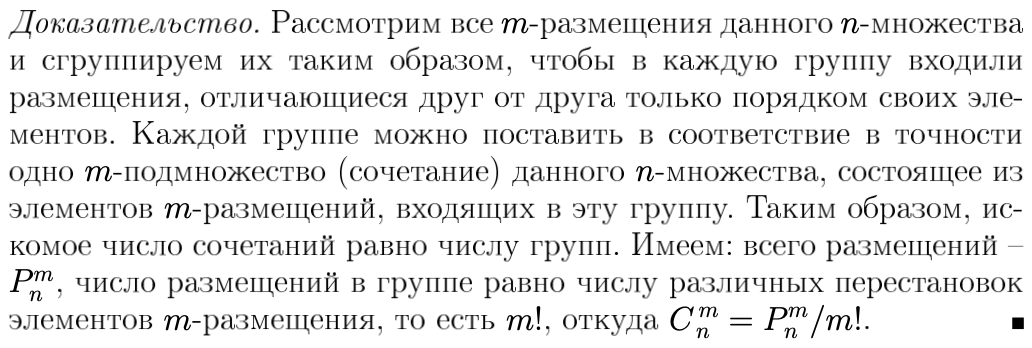 Доказательство. Рассмотрим все m-размещения данного n-множества
и сгруппируем их таким образом, чтобы в каждую группу входили
размещения, отличающиеся друг от друга только порядком своих эле-
ментов. Каждой группе можно поставить в соответствие в точности
одно m-подмножество (сочетание) данного n-множества, состоящее из
элементов m-размещений, входящих в эту группу. Таким образом, ис-
комое число сочетаний равно числу групп. Имеем: всего размещений –
$P_n^m$, число размещений в группе равно числу различных перестановок
элементов m-размещения, то есть m!, откуда $C_n^m = P_n^m/m!$. ■